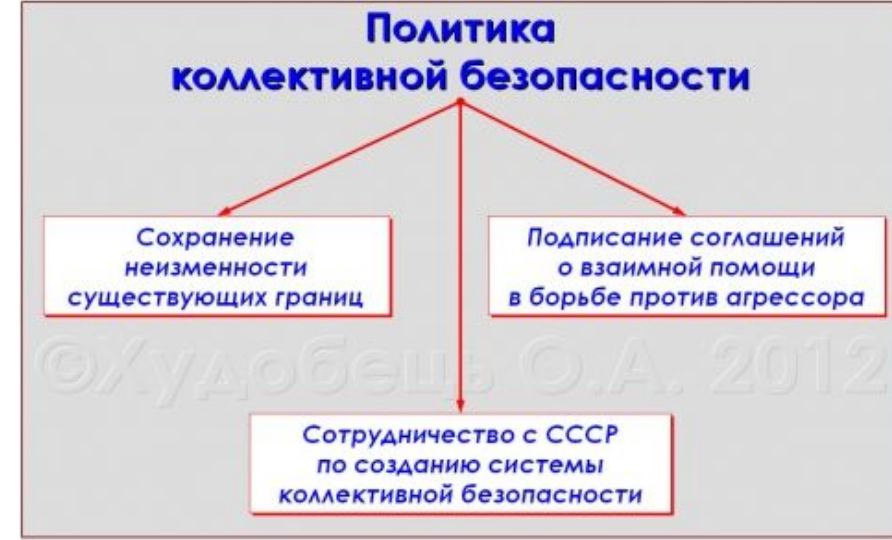 Политика
коллективной безопасности
Сохранение
неизменности
существующих границ
Подписание соглашений
о взаимной помощи
в борьбе против агрессора
©Худобець О.А. 2012
Сотрудничество с СССР
по созданию системы
коллективной безопасности